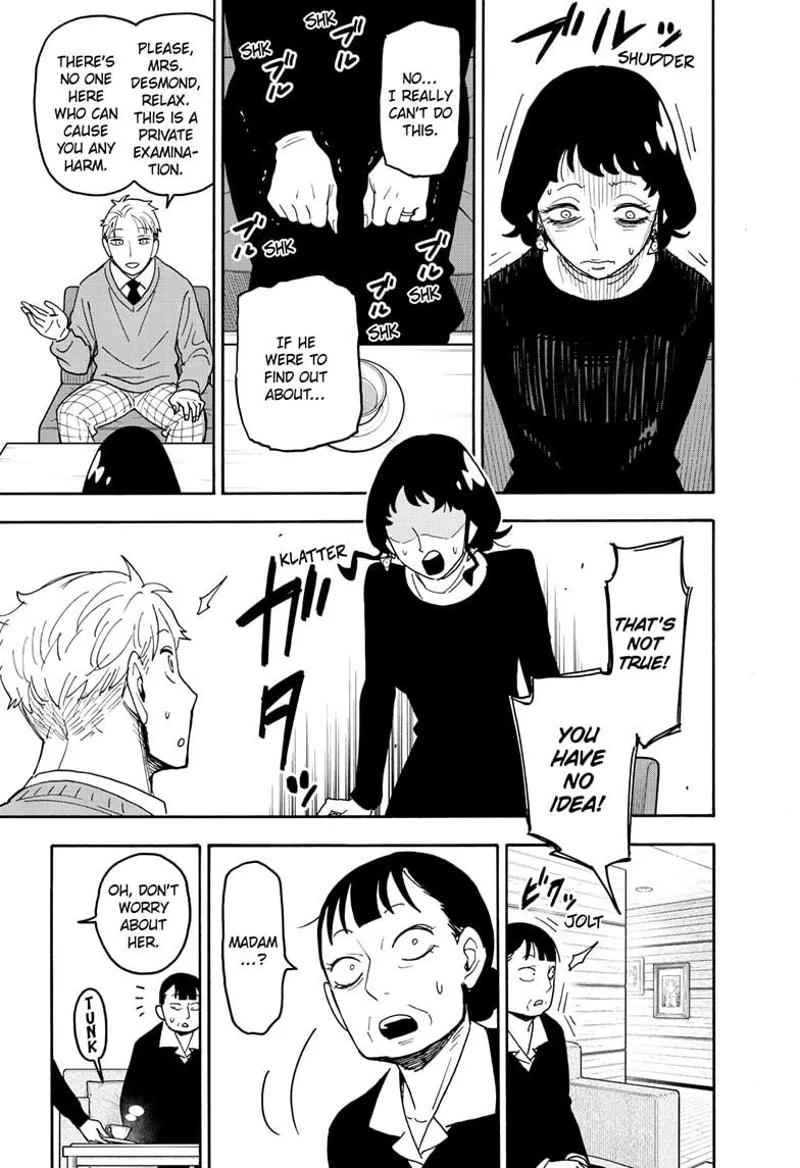 ブルッ
SHUDDER
NO...
I REALLY
CAN'T DO
THIS.
SHK
ブル
SHK
ブル
SHK
ブル
SHK
ブル
SHK
ブル
SHK
IF HE
WERE TO
FIND OUT
ABOUT...
PLEASE,
MRS.
DESMOND,
RELAX.
THIS IS A
PRIVATE
EXAMINA-
TION.
THERE'S
NO ONE
HERE
WHO CAN
CAUSE
YOU ANY
HARM.
THAT'S
NOT
TRUE!
YOU
HAVE
NO
IDEA!
KLATTER
ガタッ
ビクッ
JOLT
MADAM
...?
OH, DON'T
WORRY
ABOUT
HER.
TUNK